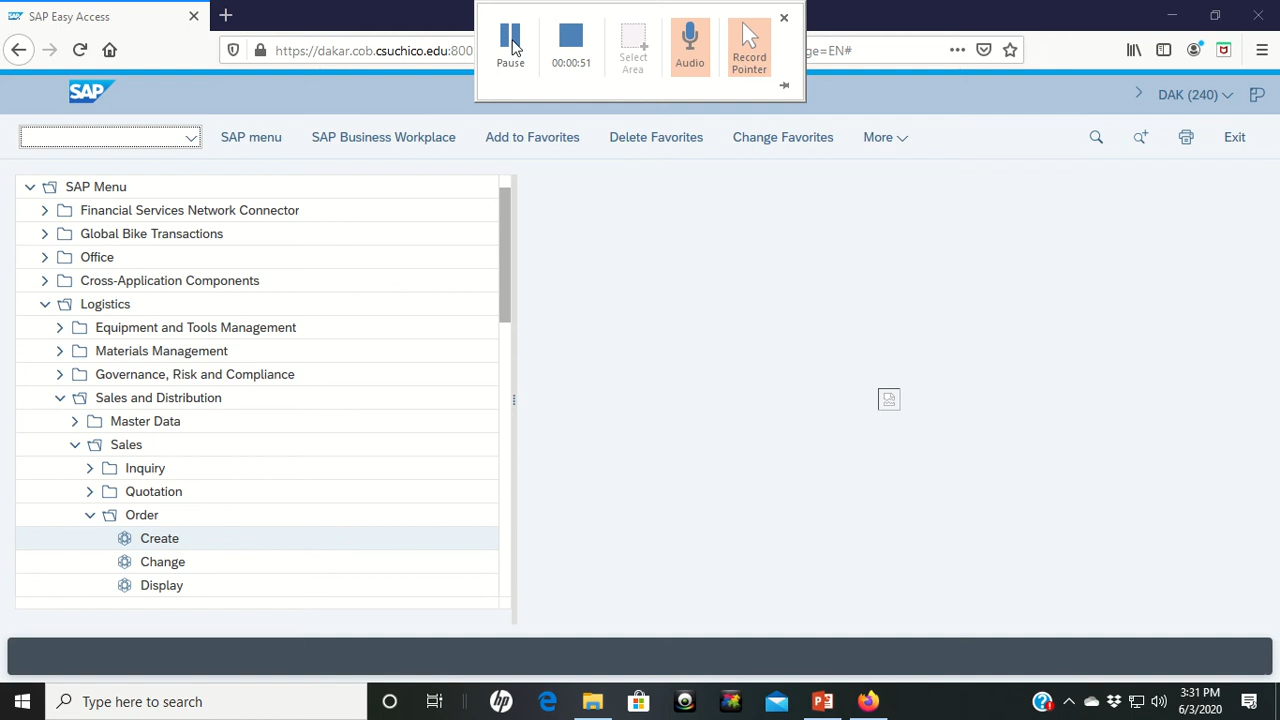 SAP Easy Access
https://dakar.cob.csuchico.edu:800
ge=EN#
Pause
00:00:51
Select
Area
Audio
Record
Pointer
SAP
DAK (240)
SAP menu
SAP Business Workplace
Add to Favorites
Delete Favorites
Change Favorites
More
Exit
SAP Menu
Financial Services Network Connector
Global Bike Transactions
Office
Cross-Application Components
Logistics
Equipment and Tools Management
Materials Management
Governance, Risk and Compliance
Sales and Distribution
Master Data
Sales
Inquiry
Quotation
Order
Create
Change
Display
Type here to search
3:31 PM
6/3/2020